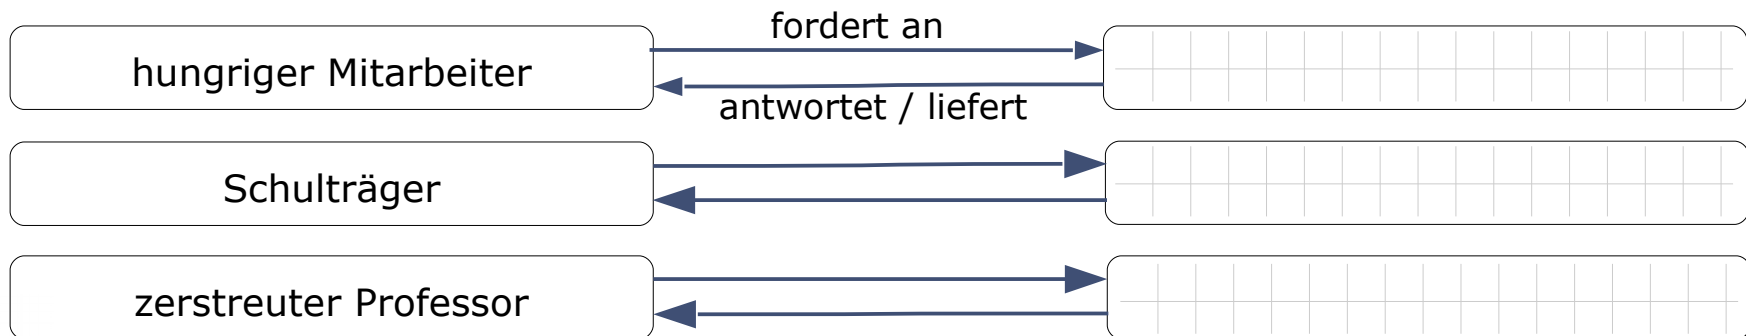 fordert an
hungriger Mitarbeiter
antwortet / liefert
Schulträger
zerstreuter Professor